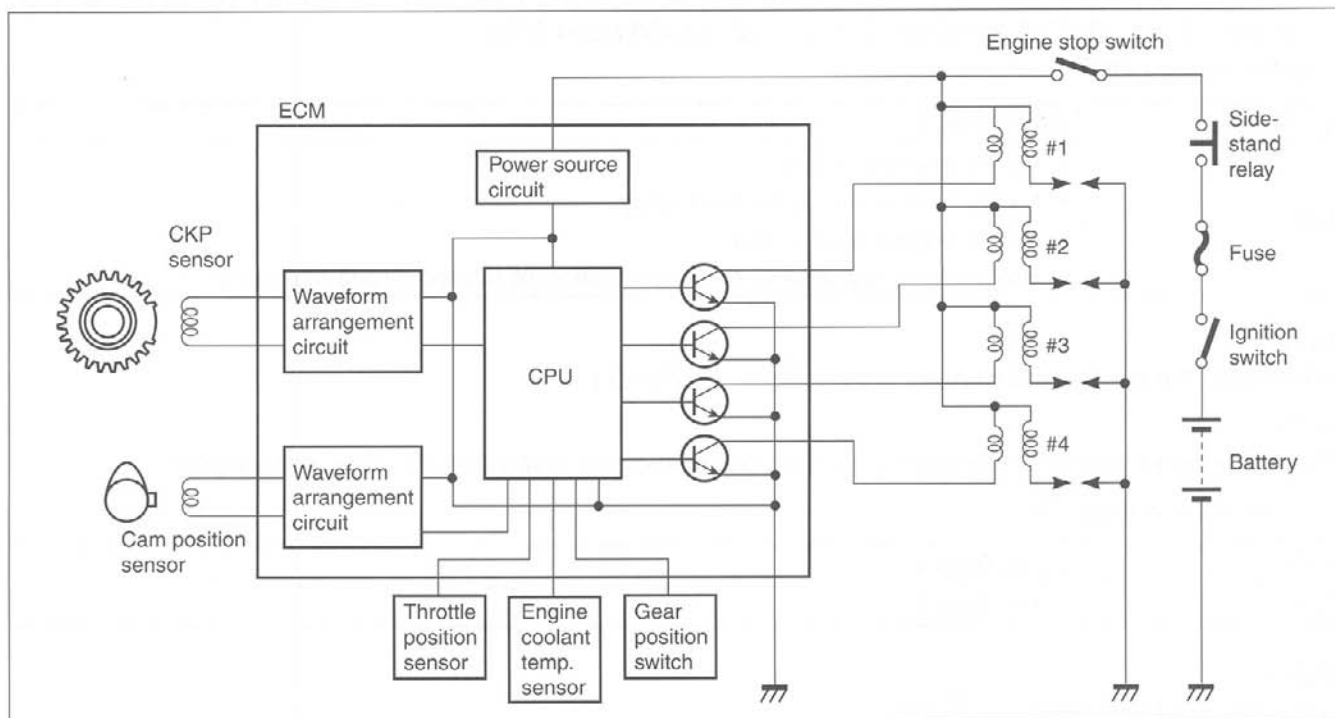 Engine stop switch
ECM
Side-
stand
relay
Power source
circuit
#1
CKP
sensor
#2
Fuse
Waveform
arrangement
circuit
CPU
#3
Ignition
switch
#4
Battery
Waveform
arrangement
circuit
Cam position
sensor
Throttle
position
sensor
Engine
coolant
temp.
sensor
Gear
position
switch